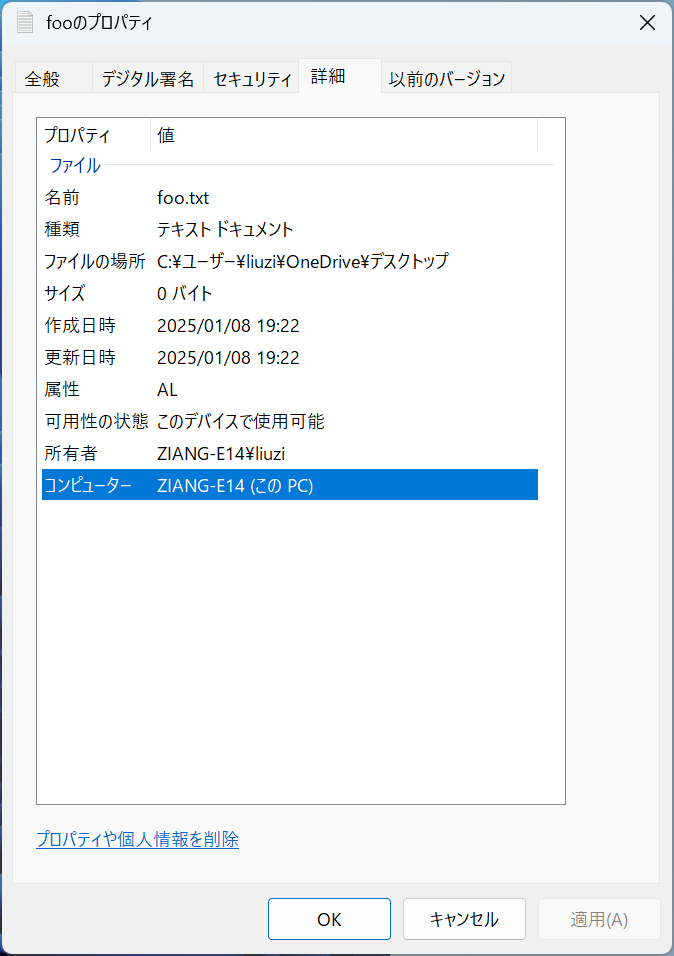 fooのプロパティ
全般 デジタル署名 セキュリティ 詳細 以前のバージョン
プロパティ 値
ファイル
名前 foo.txt
種類 テキスト ドキュメント
ファイルの場所 C:¥ユーザー¥liuzi¥OneDrive¥デスクトップ
サイズ 0 バイト
作成日時 2025/01/08 19:22
更新日時 2025/01/08 19:22
属性 AL
可用性の状態 このデバイスで使用可能
所有者 ZIANG-E14¥liuzi
コンピューター ZIANG-E14 (この PC)
プロパティや個人情報を削除
OK キャンセル 適用(A)